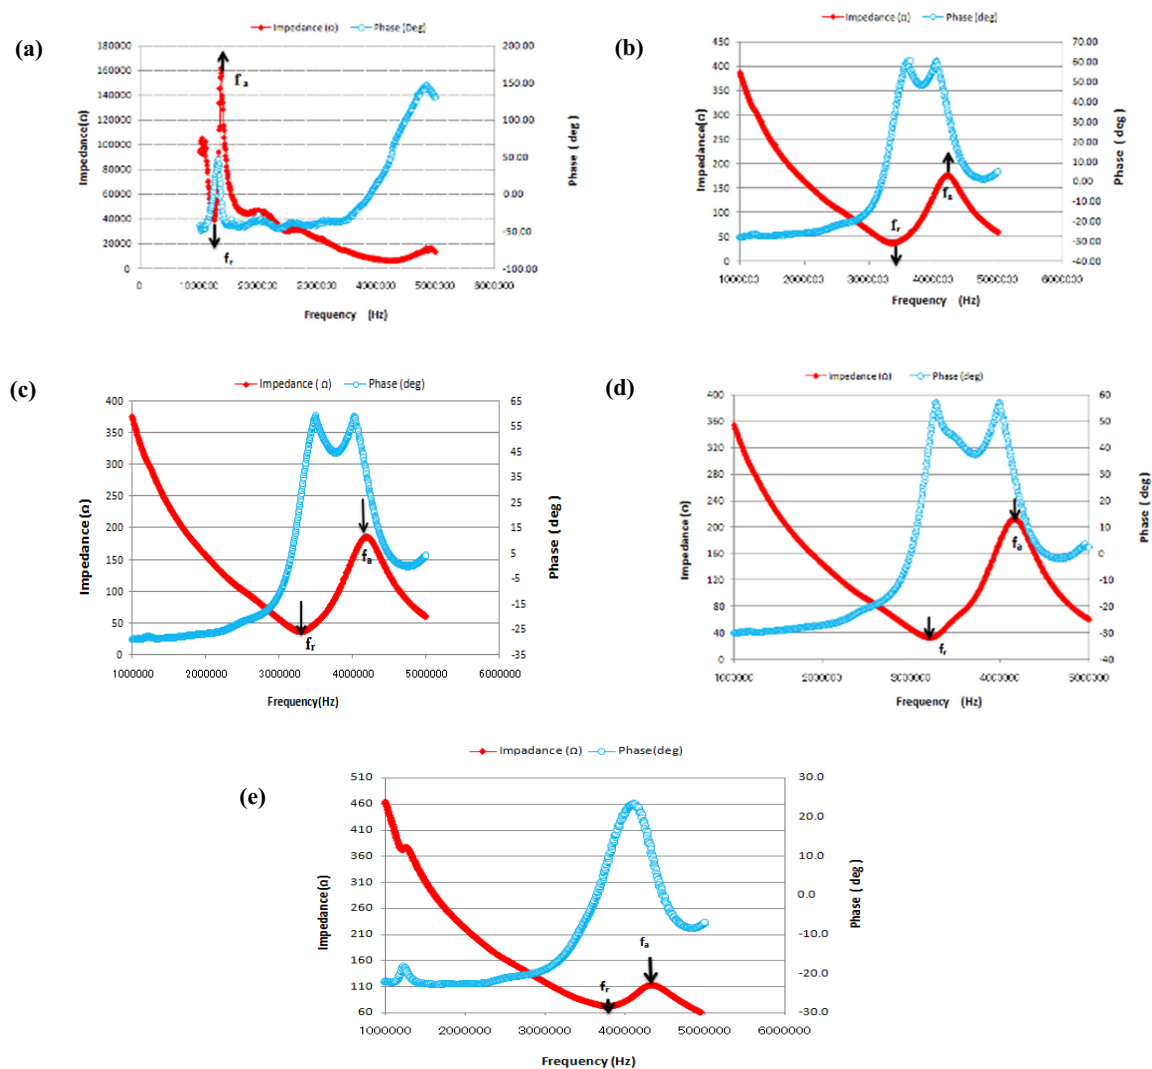 (a)
Impedance (Ω) Phase (Deg)
180000
160000
140000
120000
100000
80000
60000
40000
20000
0
200.00
150.00
100.00
50.00
0.00
-50.00
-100.00
Impedance(Ω)
Phase ( deg)
f a
fr
0 1000000 2000000 3000000 4000000 5000000 6000000
Frequency (Hz)
(b)
Impedance (Ω) Phase (deg)
450
400
350
300
250
200
150
100
50
0
70.00
60.00
50.00
40.00
30.00
20.00
10.00
0.00
-10.00
-20.00
-30.00
-40.00
Impedance(Ω)
Phase ( deg)
fa
fr
1000000 2000000 3000000 4000000 5000000 6000000
Frequency (Hz)
(c)
Impedance ( Ω) Phase (deg)
400
350
300
250
200
150
100
50
0
65
55
45
35
25
15
5
-5
-15
-25
-35
Impedance (Ω)
Phase ( deg)
fa
fr
1000000 2000000 3000000 4000000 5000000 6000000
Frequency(Hz)
(d)
Impedance (Ω) Phase (deg)
400
360
320
280
240
200
160
120
80
40
0
60
50
40
30
20
10
0
-10
-20
-30
-40
Impedance (Ω)
Phase ( deg)
fa
fr
1000000 2000000 3000000 4000000 5000000
Frequency (Hz)
(e)
Impadance (Ω) Phase(deg)
510
460
410
360
310
260
210
160
110
60
30.0
20.0
10.0
0.0
-10.0
-20.0
-30.0
Impedance(Ω)
Phase ( deg)
fa
fr
1000000 2000000 3000000 4000000 5000000 6000000
Frequency (Hz)